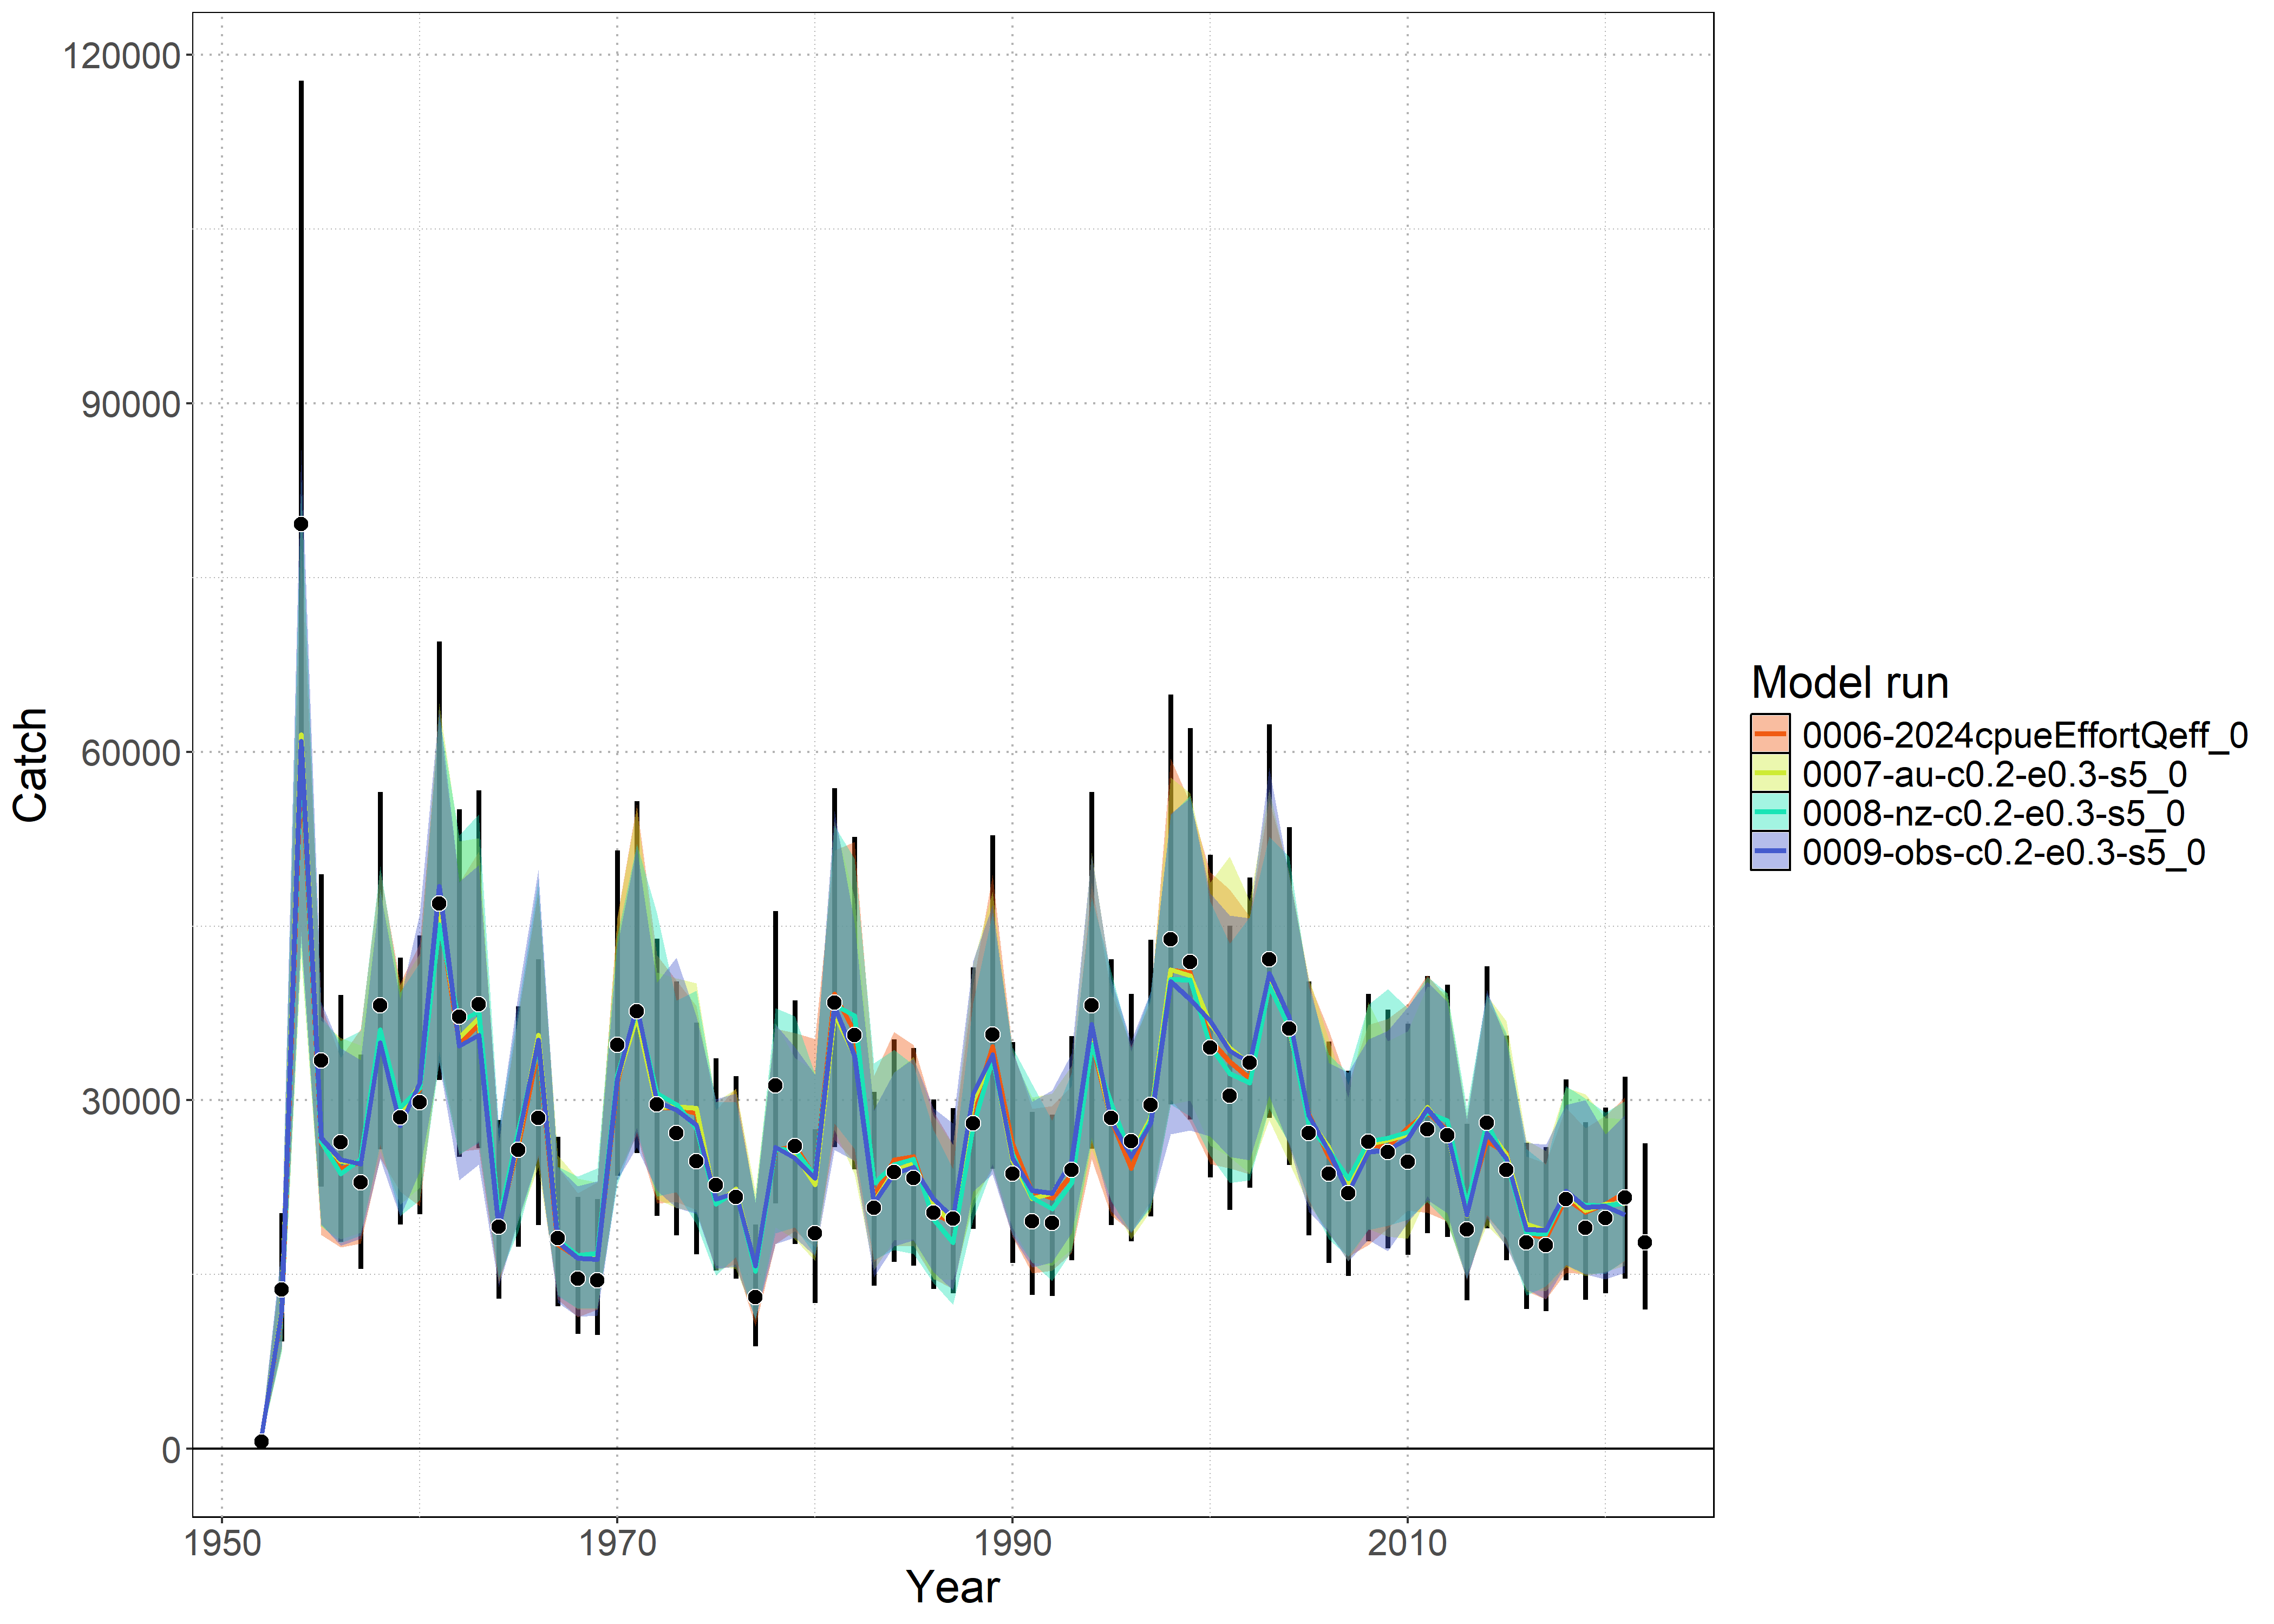 120000
90000
60000
30000
0
Catch
1950
1970
1990
2010
Year
Model run
0006-2024cpueEffortQeff_0
0007-au-c0.2-e0.3-s5_0
0008-nz-c0.2-e0.3-s5_0
0009-obs-c0.2-e0.3-s5_0